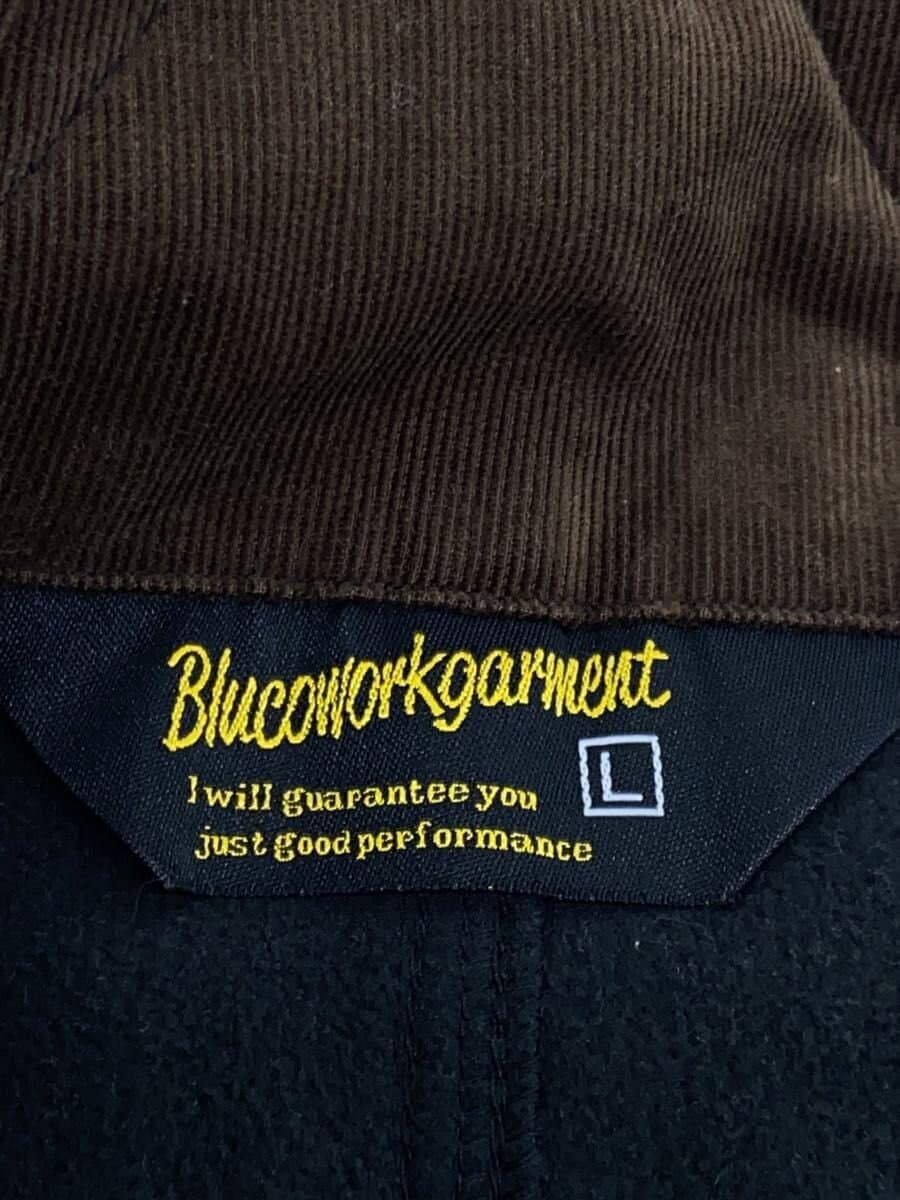 Blucoworkgarment
L
I will guarantee you
just good performance